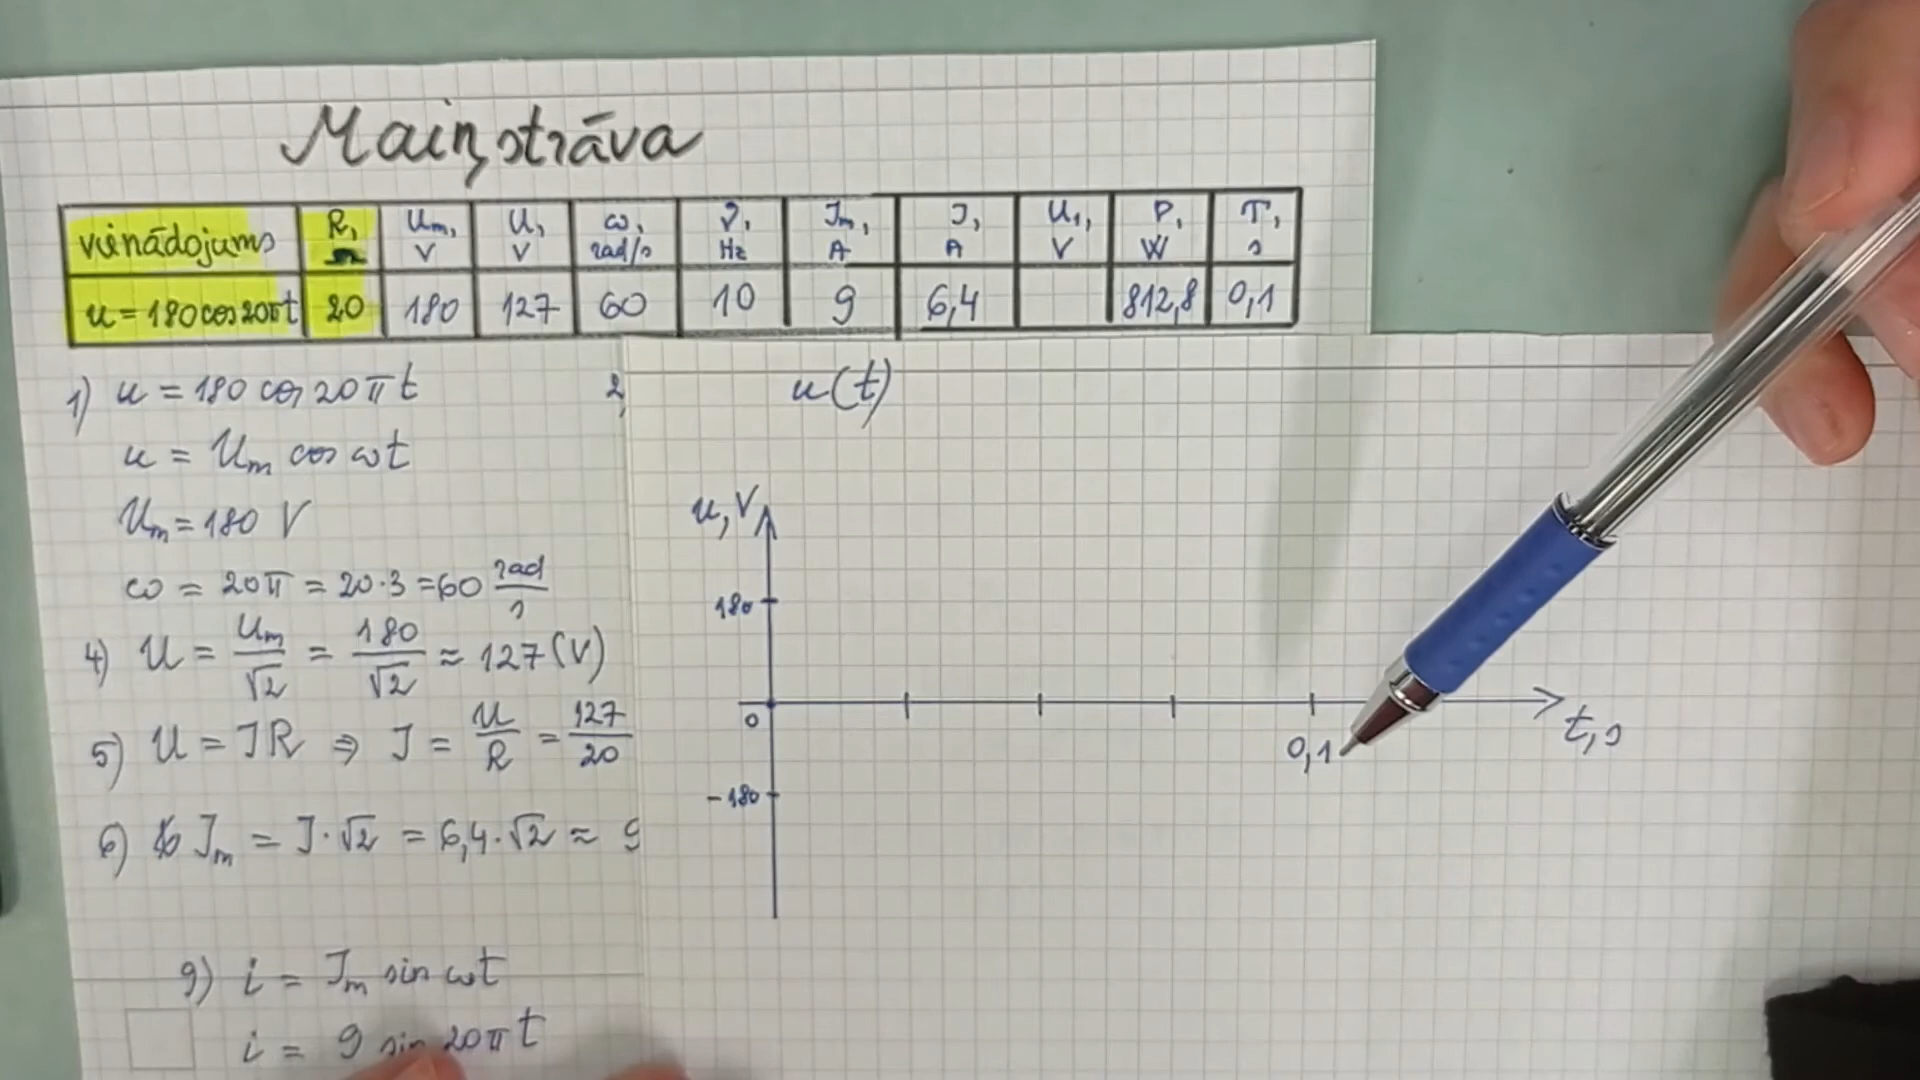 Maiņstrāva
vienādojums R, Ω Um, V U, V ω, rad/s ν, Hz Im, A I, A U1, V P, W T, s
u = 180 cos 20πt 20 180 127 60 10 9 6,4 812,8 0,1
1) u = 180 cos 20πt
u = Um cos ωt
Um = 180 V
ω = 20π = 20·3 = 60 rad/s
4) U = Um/√2 = 180/√2 ≈ 127 (V)
5) U = IR ⇒ I = U/R = 127/20
6) Im = I·√2 = 6,4·√2 ≈ 9
9) i = Im sin ωt
i = 9 sin 20πt
2)
u(t)
u, V
180
0
-180
0,1
t, s